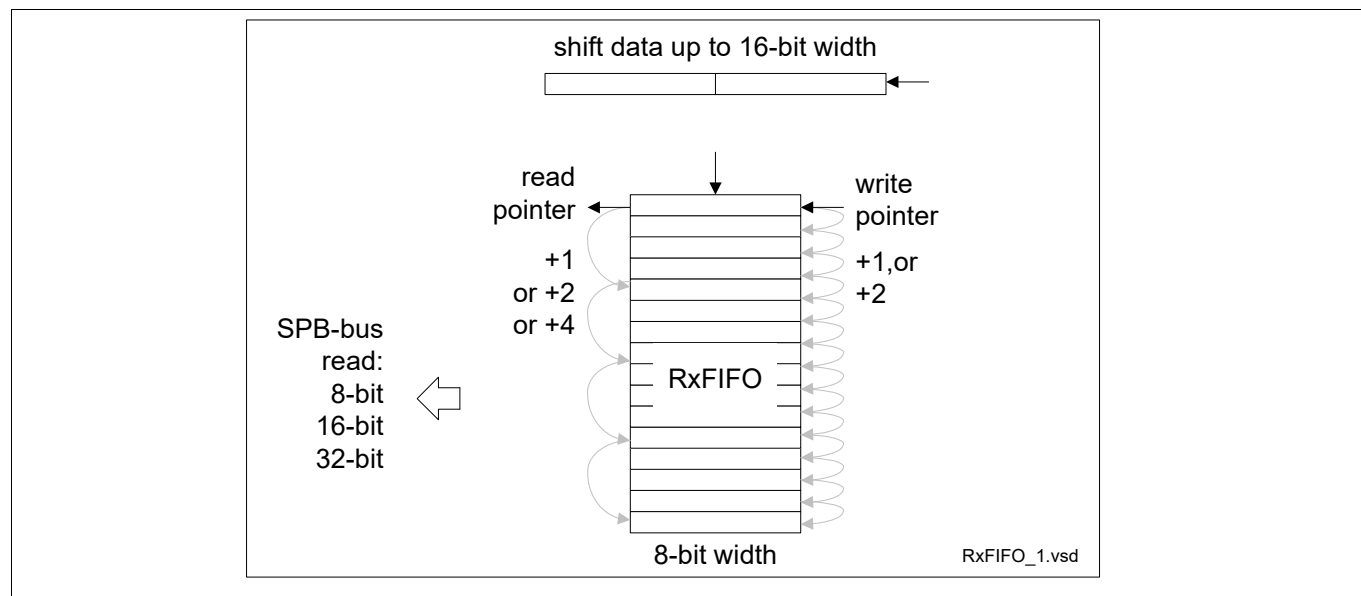 shift data up to 16-bit width
read
pointer
write
pointer
+1
or +2
or +4
+1,or
+2
SPB-bus
read:
8-bit
16-bit
32-bit
RxFIFO
8-bit width
RxFIFO_1.vsd